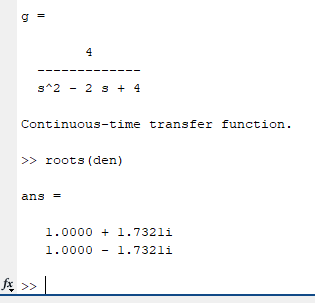 g =
4
-------------
s^2 - 2 s + 4
Continuous-time transfer function.
>> roots(den)
ans =
1.0000 + 1.7321i
1.0000 - 1.7321i
fx >>